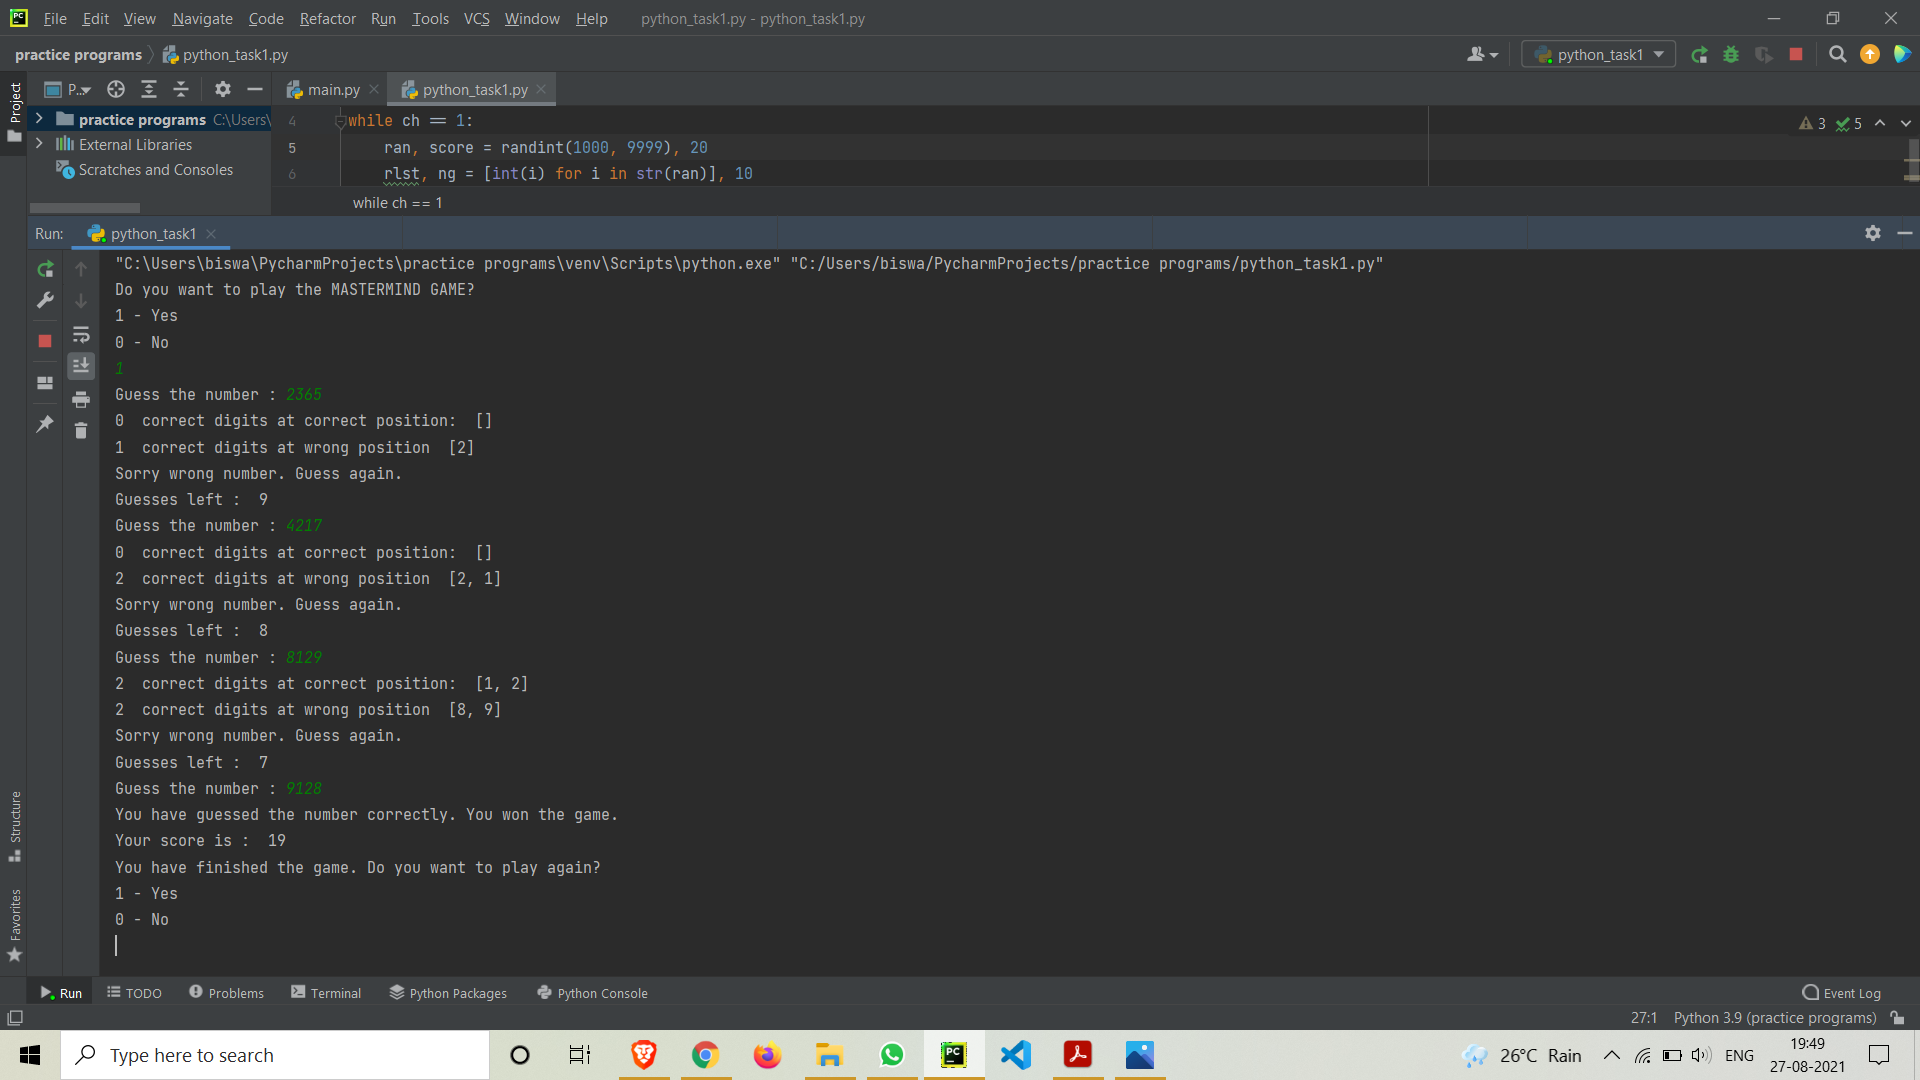 File Edit View Navigate Code Refactor Run Tools VCS Window Help python_task1.py - python_task1.py
practice programs python_task1.py python_task1
Project
P... main.py python_task1.py
practice programs C:\Users\
External Libraries
Scratches and Consoles
4 while ch == 1:
5 ran, score = randint(1000, 9999), 20
6 rlst, ng = [int(i) for i in str(ran)], 10
3 5
while ch == 1
Run: python_task1
"C:\Users\biswa\PycharmProjects\practice programs\venv\Scripts\python.exe" "C:/Users/biswa/PycharmProjects/practice programs/python_task1.py"
Do you want to play the MASTERMIND GAME?
1 - Yes
0 - No
1
Guess the number : 2365
0  correct digits at correct position:  []
1  correct digits at wrong position  [2]
Sorry wrong number. Guess again.
Guesses left :  9
Guess the number : 4217
0  correct digits at correct position:  []
2  correct digits at wrong position  [2, 1]
Sorry wrong number. Guess again.
Guesses left :  8
Guess the number : 8129
2  correct digits at correct position:  [1, 2]
2  correct digits at wrong position  [8, 9]
Sorry wrong number. Guess again.
Guesses left :  7
Guess the number : 9128
You have guessed the number correctly. You won the game.
Your score is :  19
You have finished the game. Do you want to play again?
1 - Yes
0 - No
Structure
Favorites
Run TODO Problems Terminal Python Packages Python Console Event Log
27:1 Python 3.9 (practice programs)
Type here to search
PC
26°C Rain ENG
19:49
27-08-2021